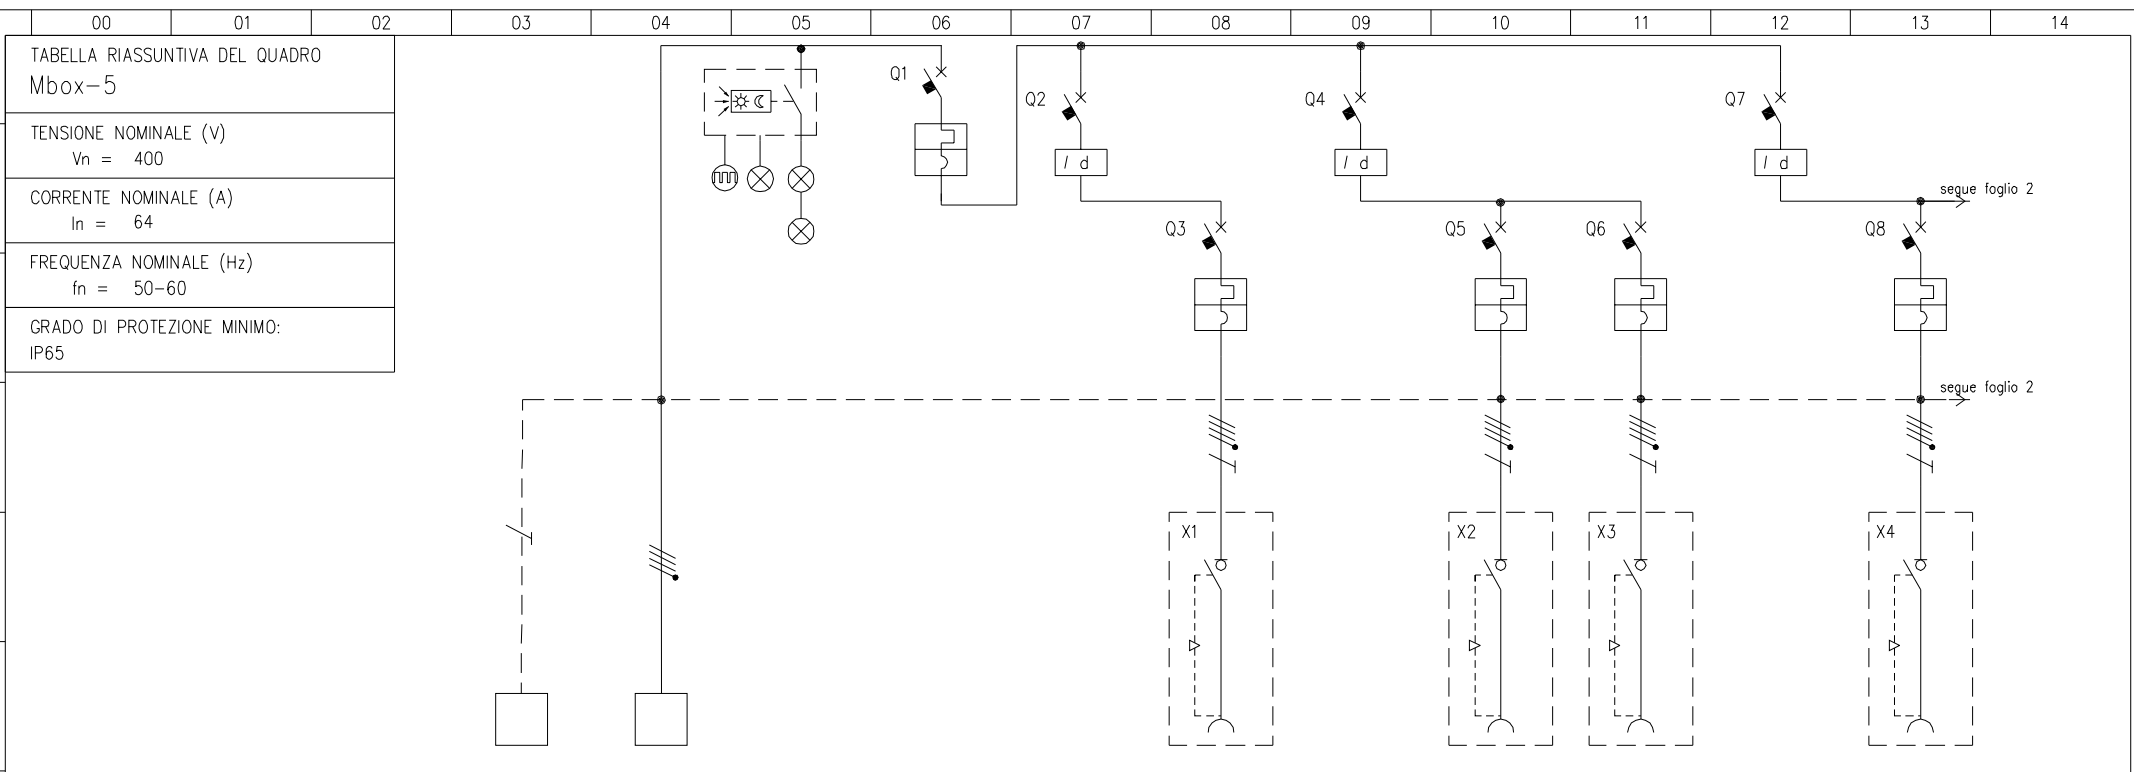 00 01 02 03 04 05 06 07 08 09 10 11 12 13 14
TABELLA RIASSUNTIVA DEL QUADRO
Mbox-5
TENSIONE NOMINALE (V)
Vn = 400
CORRENTE NOMINALE (A)
In = 64
FREQUENZA NOMINALE (Hz)
fn = 50-60
GRADO DI PROTEZIONE MINIMO:
IP65
Q1
Q2 Q4 Q7
I d I d I d
segue foglio 2
Q3 Q5 Q6 Q8
segue foglio 2
X1 X2 X3 X4